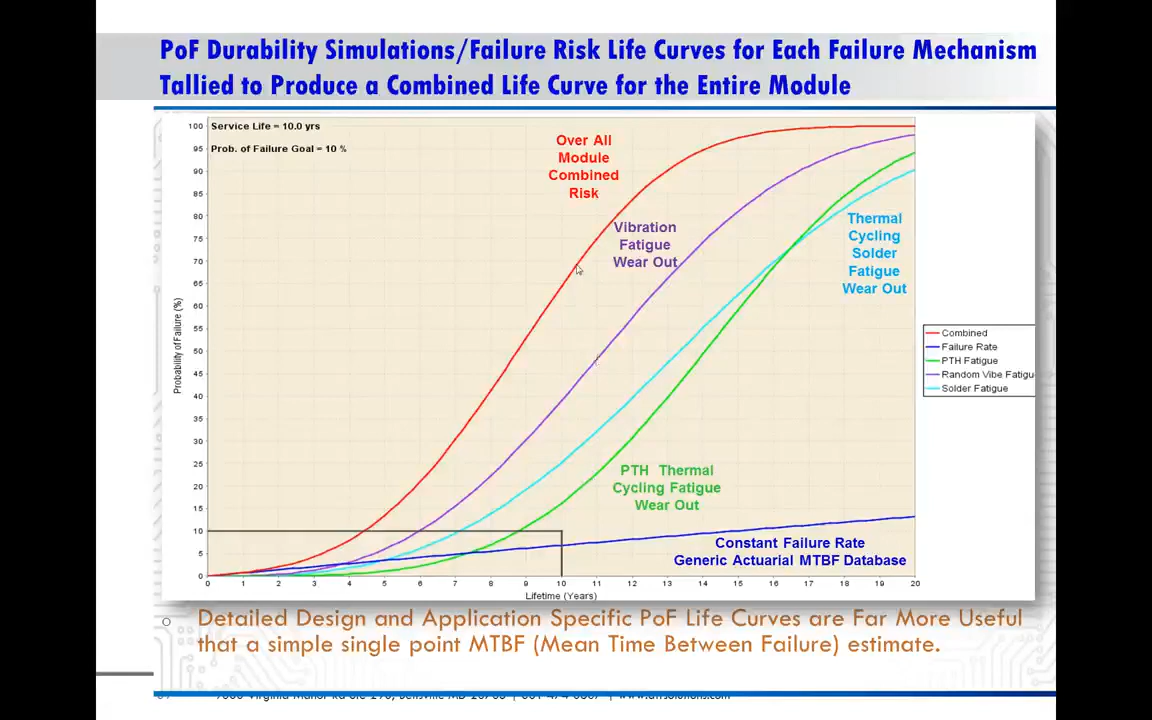 PoF Durability Simulations/Failure Risk Life Curves for Each Failure Mechanism
Tallied to Produce a Combined Life Curve for the Entire Module
Service Life = 10.0 yrs
Prob. of Failure Goal = 10 %
Over All
Module
Combined
Risk
Vibration
Fatigue
Wear Out
Thermal
Cycling
Solder
Fatigue
Wear Out
PTH Thermal
Cycling Fatigue
Wear Out
Constant Failure Rate
Generic Actuarial MTBF Database
Combined
Failure Rate
PTH Fatigue
Random Vibe Fatigu
Solder Fatigue
Probability of Failure (%)
100
95
90
85
80
75
70
65
60
55
50
45
40
35
30
25
20
15
10
5
0
0 1 2 3 4 5 6 7 8 9 10 11 12 13 14 15 16 17 18 19 20
Lifetime (Years)
Detailed Design and Application Specific PoF Life Curves are Far More Useful
that a simple single point MTBF (Mean Time Between Failure) estimate.